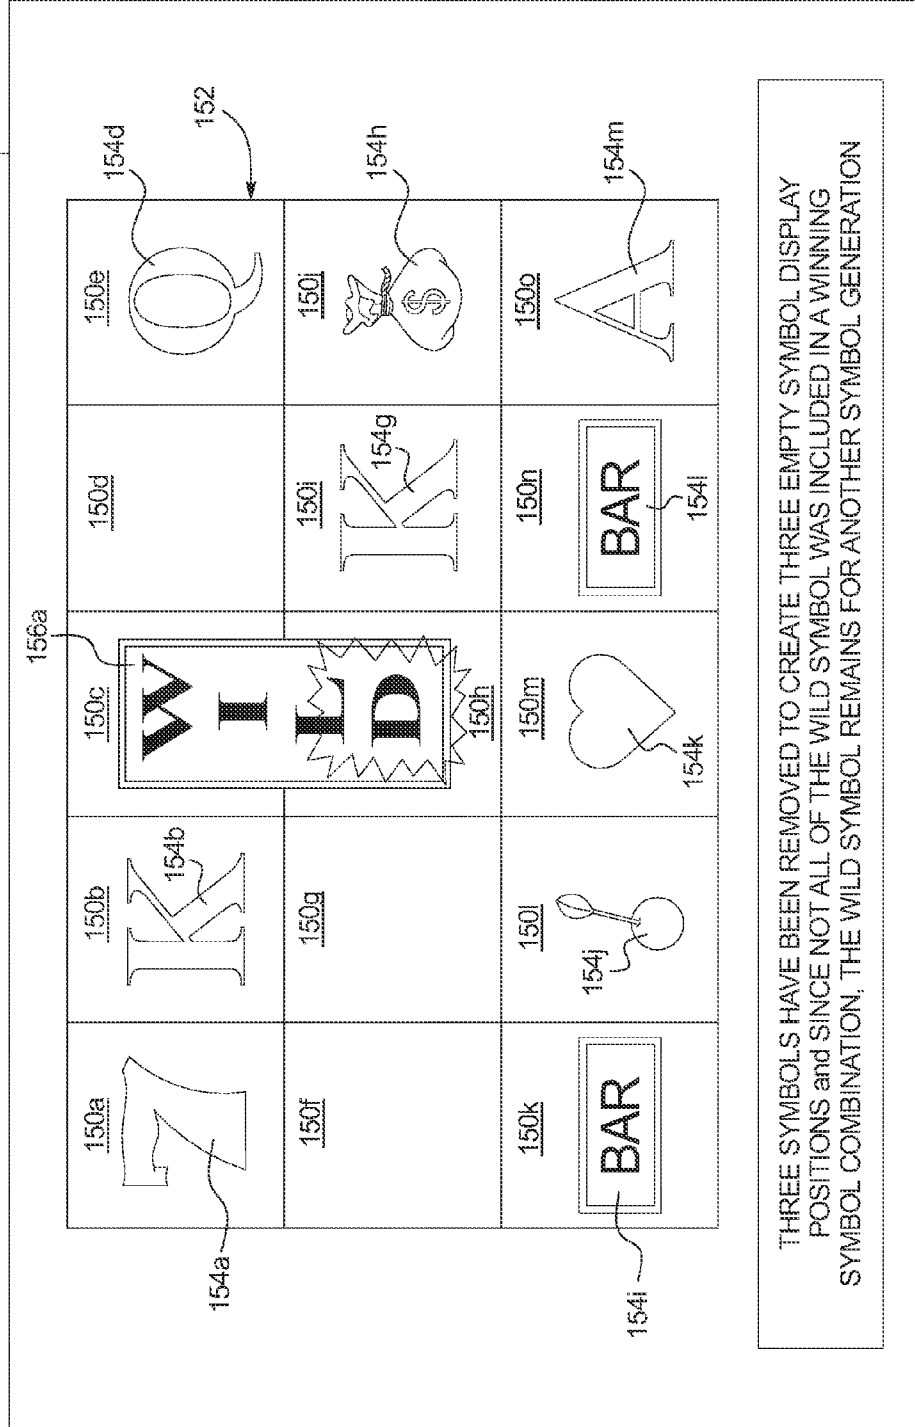 156a
154d
152
150a
150b
150c
150d
150e
7
K
W
I
L
D
Q
154a
154b
150f
150g
150h
150i
150j
K
$
154g
154h
150k
150l
150m
150n
150o
BAR
BAR
A
154i
154j
154k
154l
154m
THREE SYMBOLS HAVE BEEN REMOVED TO CREATE THREE EMPTY SYMBOL DISPLAY
POSITIONS and SINCE NOT ALL OF THE WILD SYMBOL WAS INCLUDED IN A WINNING
SYMBOL COMBINATION, THE WILD SYMBOL REMAINS FOR ANOTHER SYMBOL GENERATION